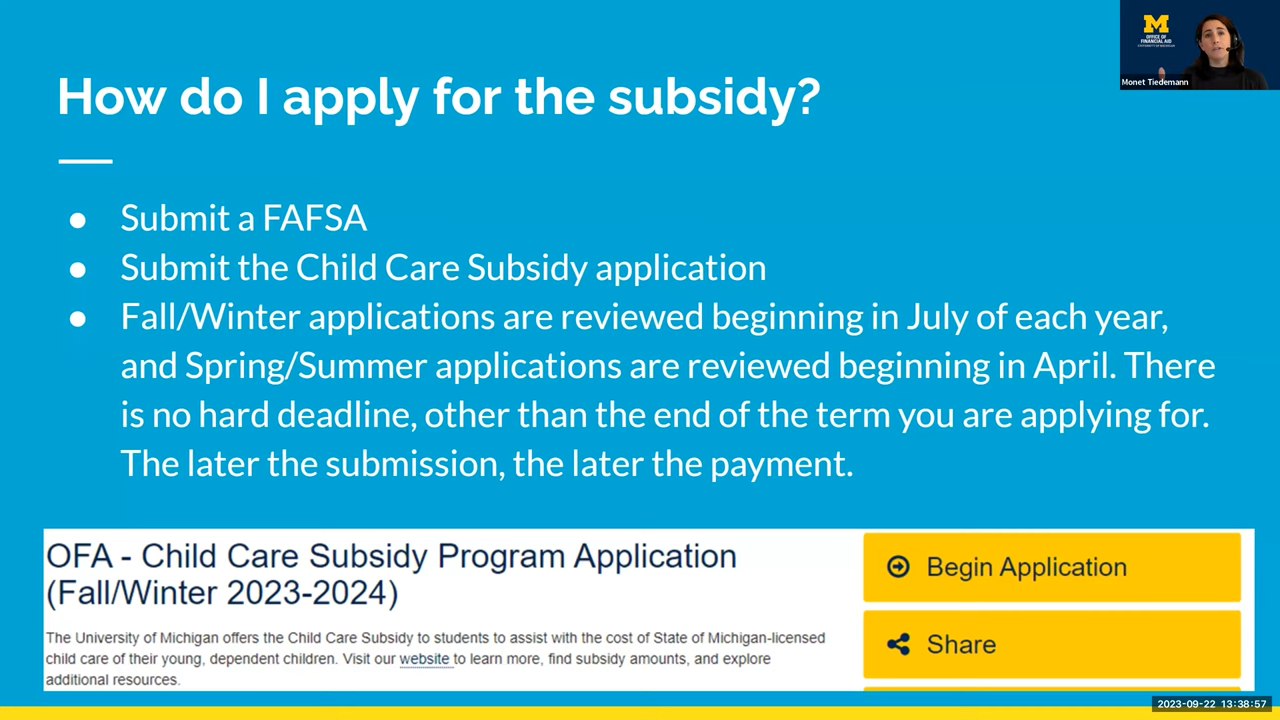 M
OFFICE OF
FINANCIAL AID
UNIVERSITY OF MICHIGAN
Monet Tiedemann
How do I apply for the subsidy?
● Submit a FAFSA
● Submit the Child Care Subsidy application
● Fall/Winter applications are reviewed beginning in July of each year,
and Spring/Summer applications are reviewed beginning in April. There
is no hard deadline, other than the end of the term you are applying for.
The later the submission, the later the payment.
OFA - Child Care Subsidy Program Application
(Fall/Winter 2023-2024)
The University of Michigan offers the Child Care Subsidy to students to assist with the cost of State of Michigan-licensed
child care of their young, dependent children. Visit our website to learn more, find subsidy amounts, and explore
additional resources.
Begin Application
Share
2023-09-22 13:38:57